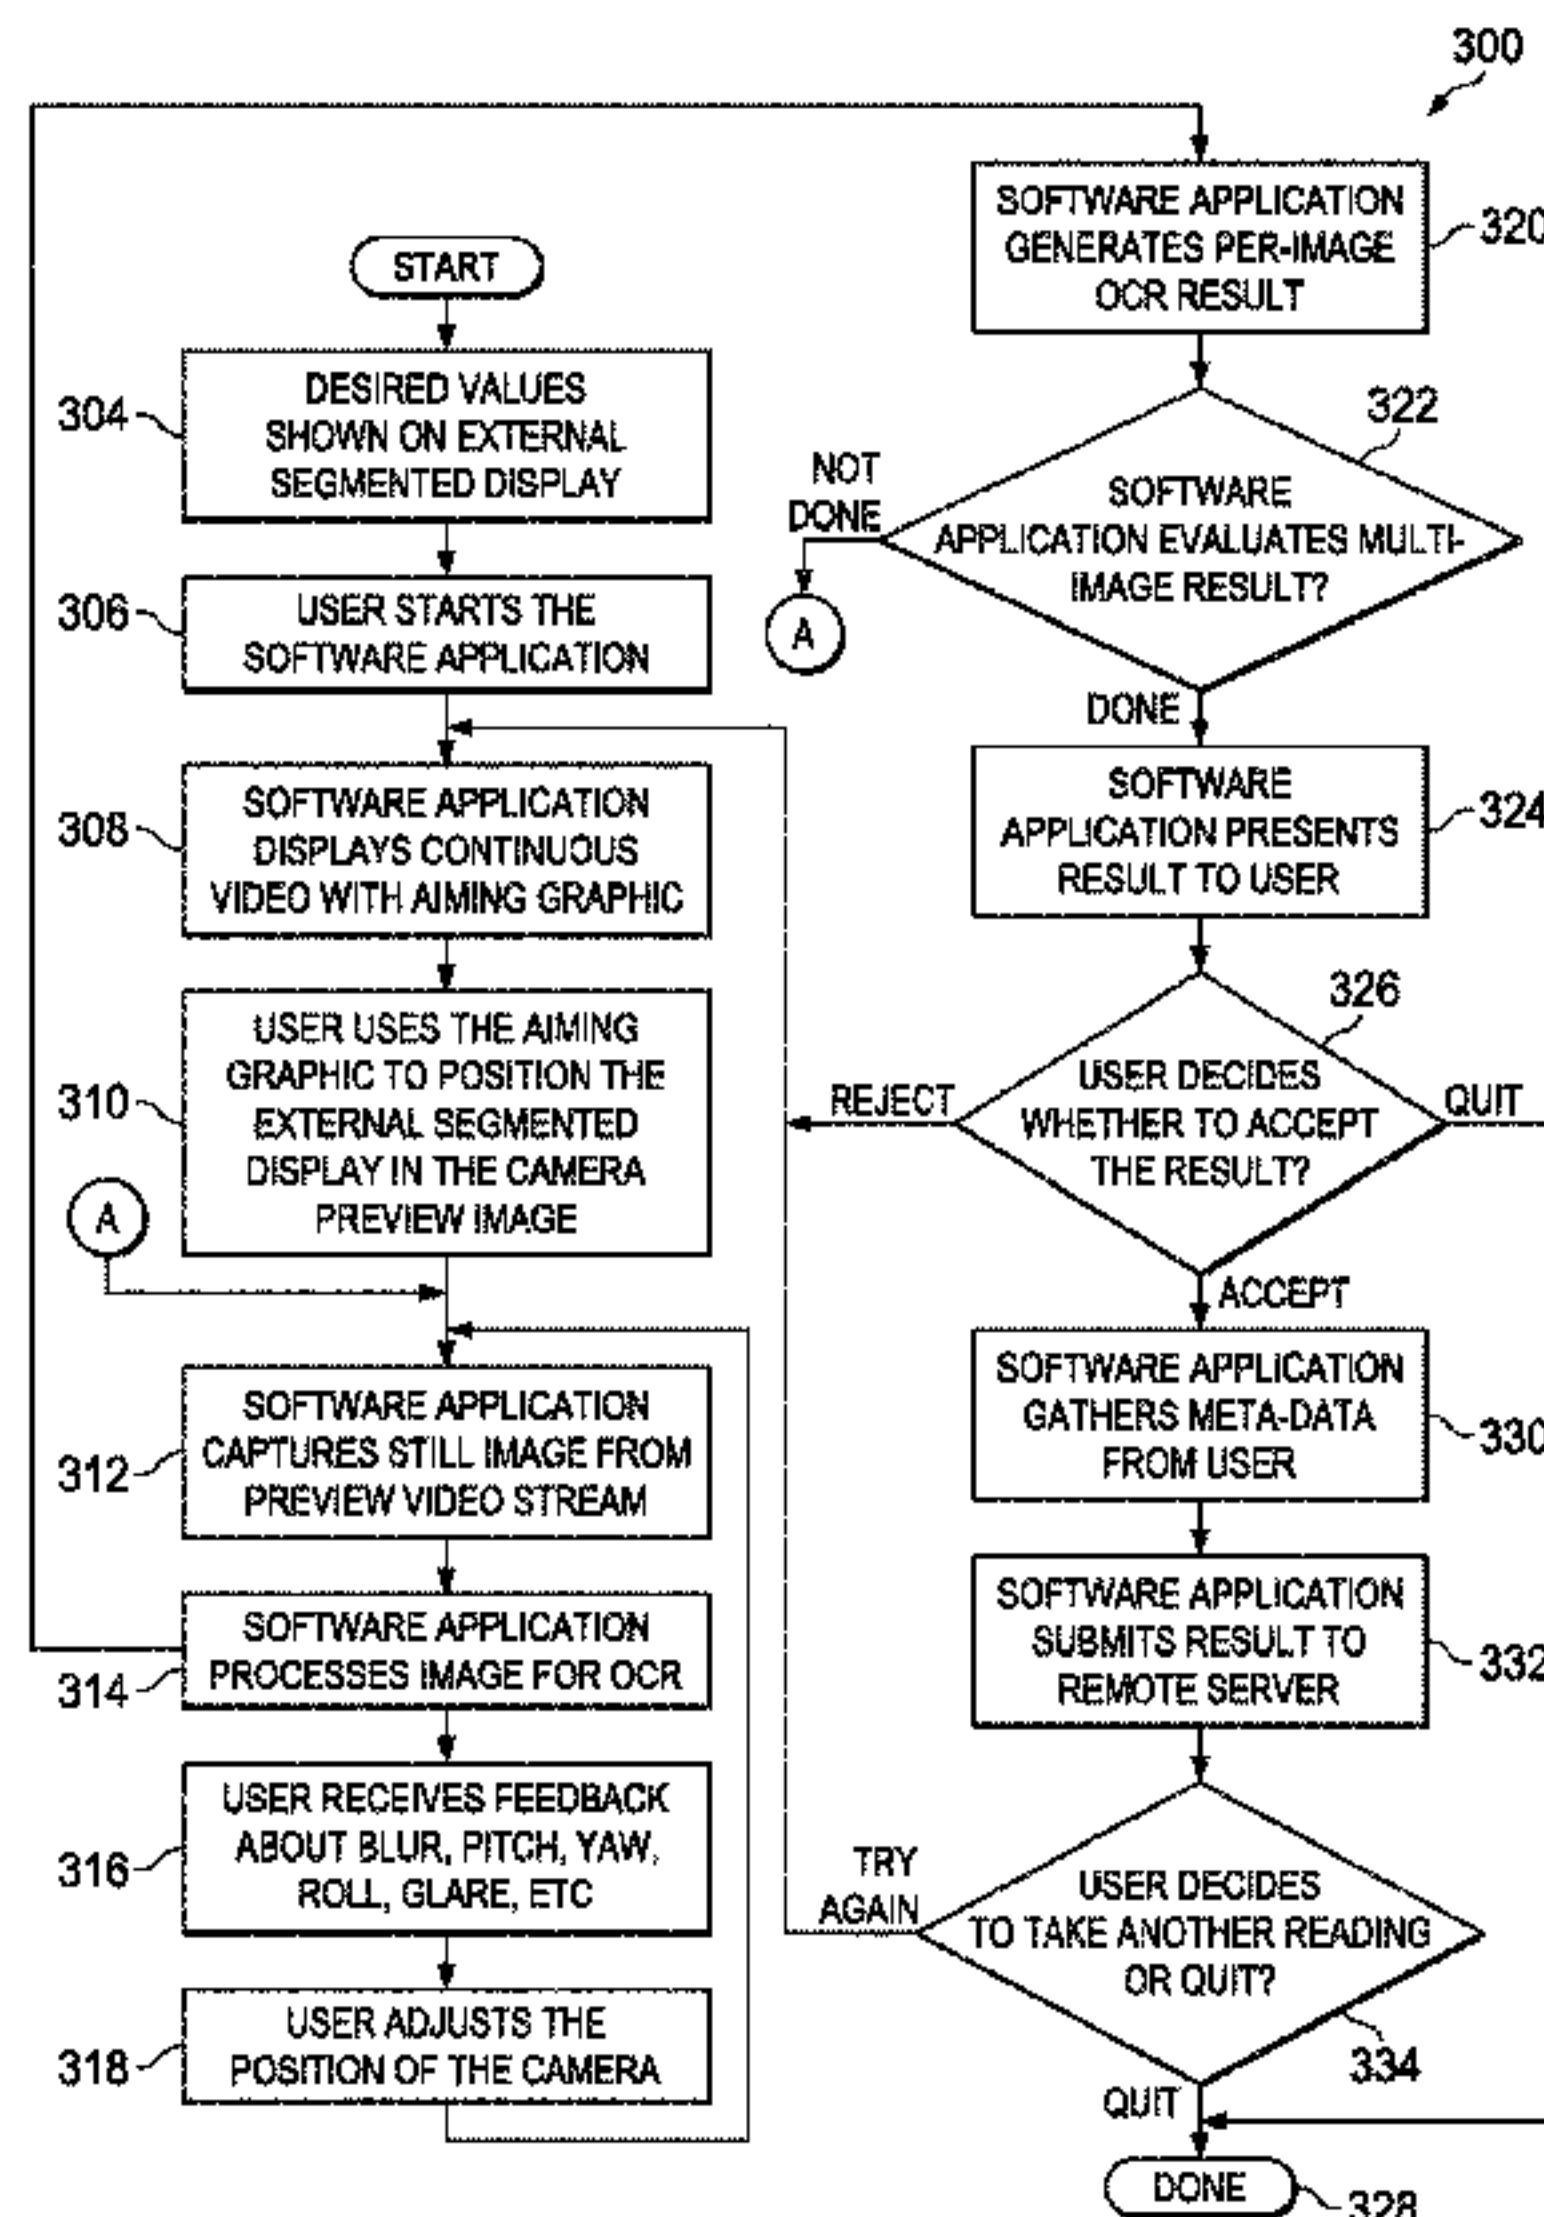 300
START
304
DESIRED VALUES
SHOWN ON EXTERNAL
SEGMENTED DISPLAY
306
USER STARTS THE
SOFTWARE APPLICATION
308
SOFTWARE APPLICATION
DISPLAYS CONTINUOUS
VIDEO WITH AIMING GRAPHIC
310
USER USES THE AIMING
GRAPHIC TO POSITION THE
EXTERNAL SEGMENTED
DISPLAY IN THE CAMERA
PREVIEW IMAGE
A
312
SOFTWARE APPLICATION
CAPTURES STILL IMAGE FROM
PREVIEW VIDEO STREAM
314
SOFTWARE APPLICATION
PROCESSES IMAGE FOR OCR
316
USER RECEIVES FEEDBACK
ABOUT BLUR, PITCH, YAW,
ROLL, GLARE, ETC
318
USER ADJUSTS THE
POSITION OF THE CAMERA
SOFTWARE APPLICATION
GENERATES PER-IMAGE
OCR RESULT
320
322
SOFTWARE
APPLICATION EVALUATES MULTI-
IMAGE RESULT?
NOT
DONE
A
DONE
SOFTWARE
APPLICATION PRESENTS
RESULT TO USER
324
326
USER DECIDES
WHETHER TO ACCEPT
THE RESULT?
REJECT
QUIT
ACCEPT
SOFTWARE APPLICATION
GATHERS META-DATA
FROM USER
330
SOFTWARE APPLICATION
SUBMITS RESULT TO
REMOTE SERVER
332
TRY
AGAIN
USER DECIDES
TO TAKE ANOTHER READING
OR QUIT?
334
QUIT
DONE
328